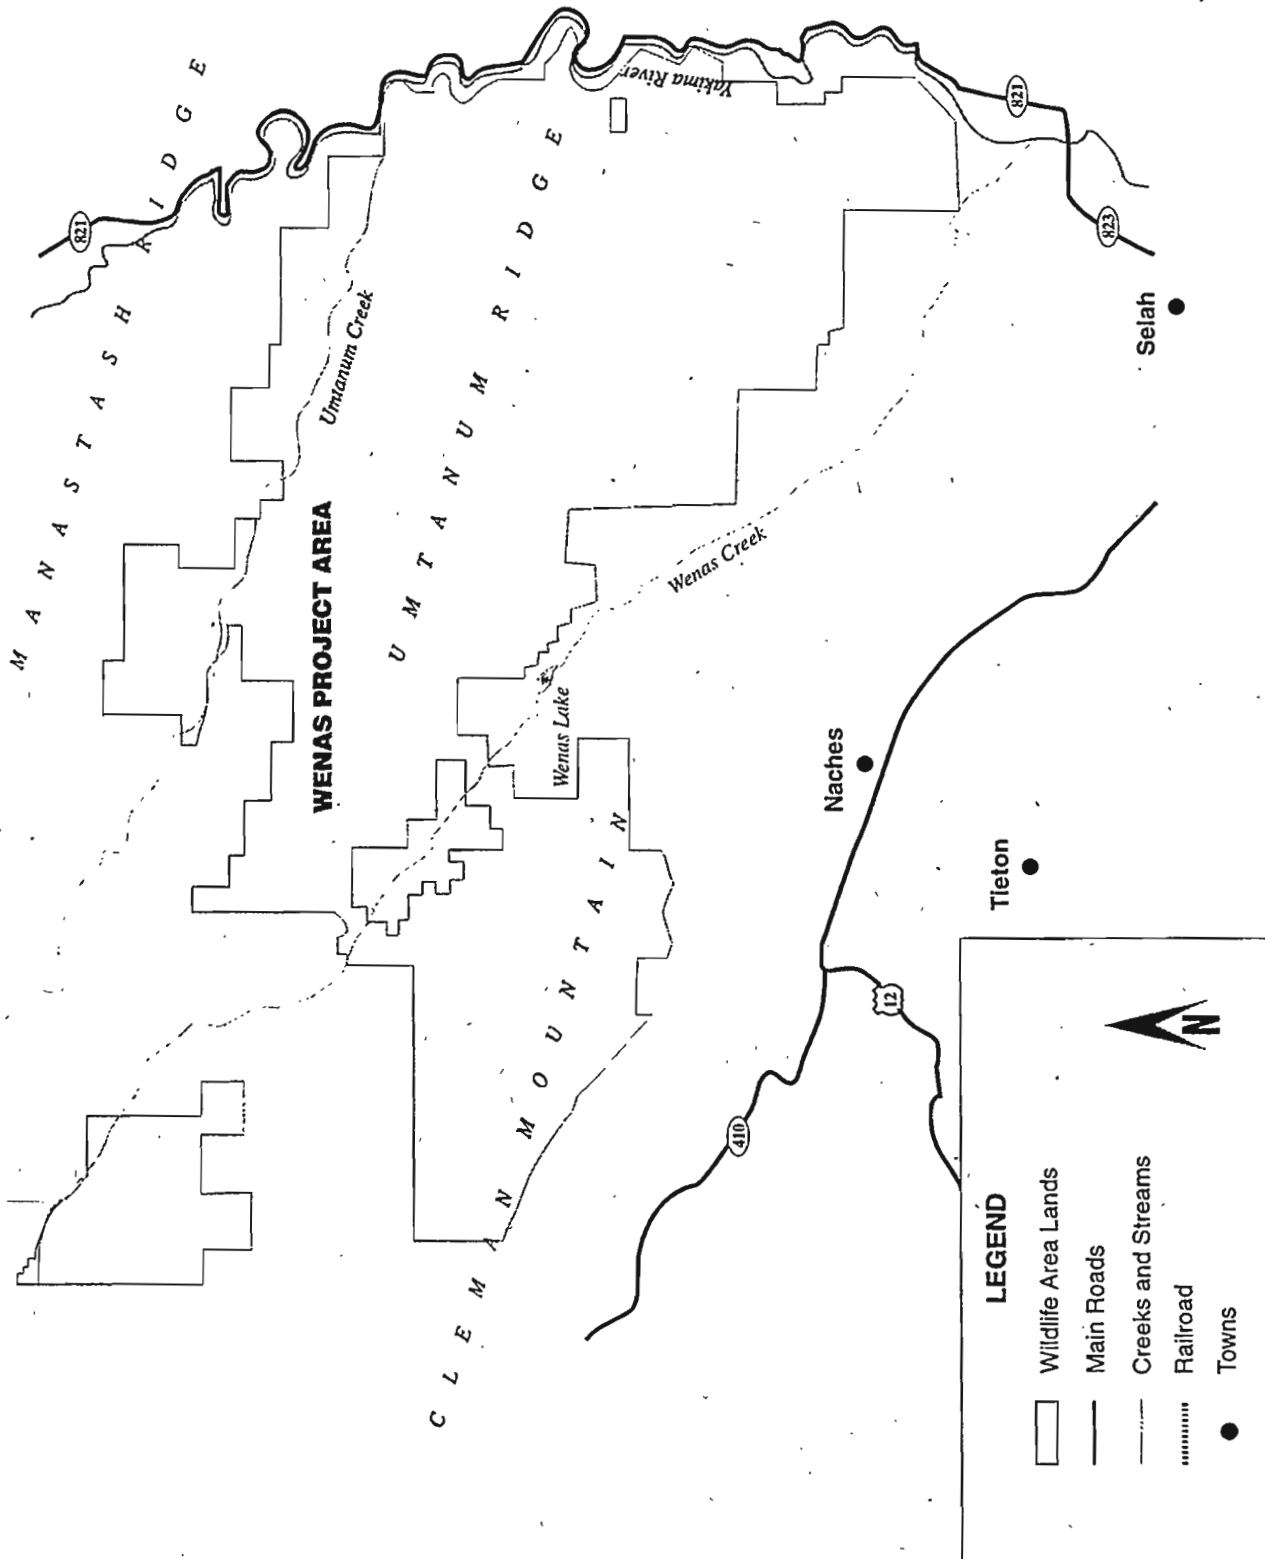 MANASTASH RIDGE
821
Umtanum Creek
WENAS PROJECT AREA
UMTANUM RIDGE
Yakima River
821
823
Selah
Wenas Creek
Wenas Lake
CLEMAN MOUNTAIN
Naches
Tieton
12
410
N
LEGEND
Wildlife Area Lands
Main Roads
Creeks and Streams
Railroad
Towns